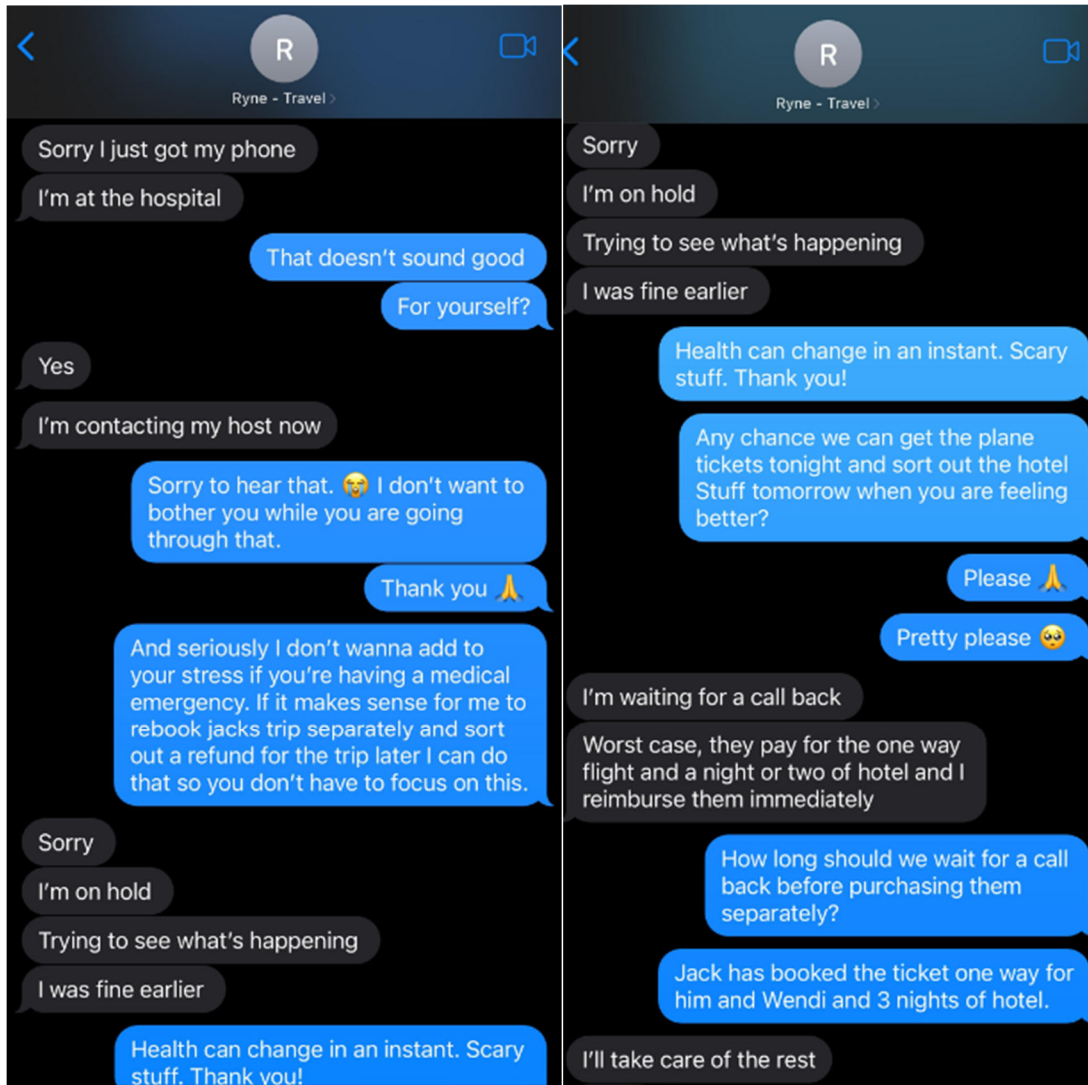 R
Ryne - Travel
Sorry I just got my phone
I'm at the hospital
That doesn't sound good
For yourself?
Yes
I'm contacting my host now
Sorry to hear that. 😭 I don't want to
bother you while you are going
through that.
Thank you 🙏
And seriously I don't wanna add to
your stress if you're having a medical
emergency. If it makes sense for me to
rebook jacks trip separately and sort
out a refund for the trip later I can do
that so you don't have to focus on this.
Sorry
I'm on hold
Trying to see what's happening
I was fine earlier
Health can change in an instant. Scary
stuff. Thank you!
R
Ryne - Travel
Sorry
I'm on hold
Trying to see what's happening
I was fine earlier
Health can change in an instant. Scary
stuff. Thank you!
Any chance we can get the plane
tickets tonight and sort out the hotel
Stuff tomorrow when you are feeling
better?
Please 🙏
Pretty please 🥺
I'm waiting for a call back
Worst case, they pay for the one way
flight and a night or two of hotel and I
reimburse them immediately
How long should we wait for a call
back before purchasing them
separately?
Jack has booked the ticket one way for
him and Wendi and 3 nights of hotel.
I'll take care of the rest